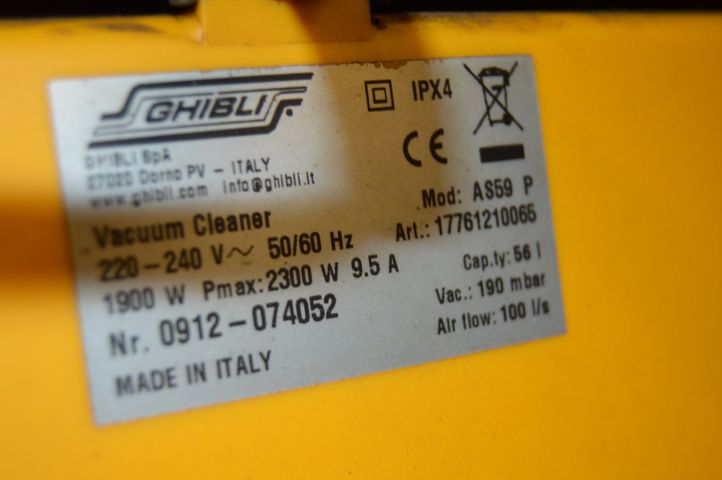 GHIBLI
IPX4
CE
GHIBLI SpA
27020 Dorno PV - ITALY
www.ghibli.com info@ghibli.it
Vacuum Cleaner
Mod: AS59 P
220-240 V~ 50/60 Hz
Art.: 17761210065
1900 W Pmax:2300 W 9.5 A
Cap.ty: 56 l
Nr. 0912-074052
Vac.: 190 mbar
Air flow: 100 l/s
MADE IN ITALY